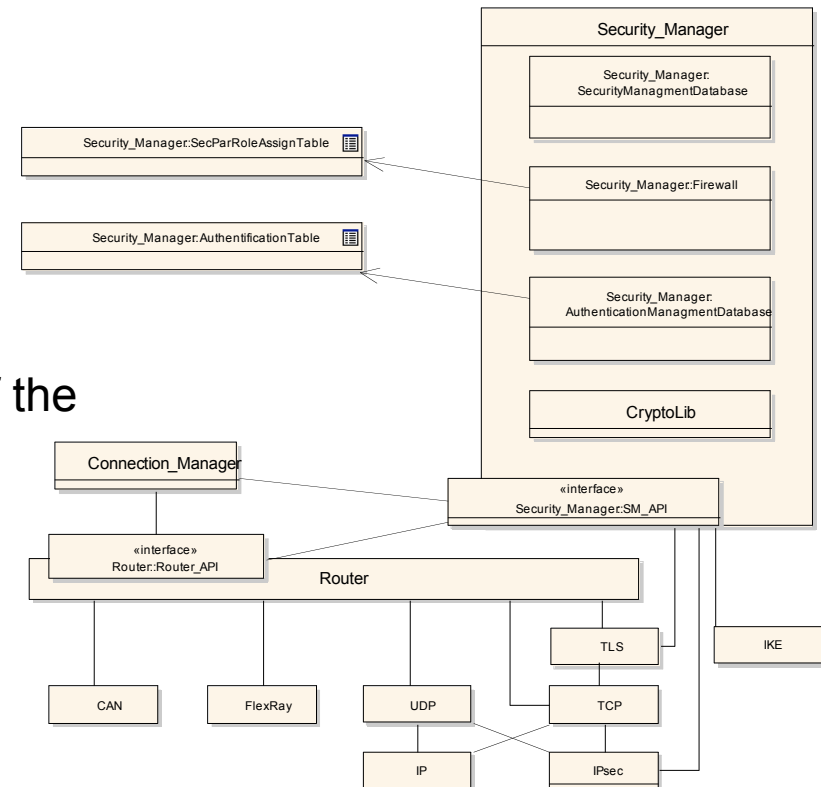 Security_Manager
Security_Manager:
SecurityManagmentDatabase
Security_Manager::SecParRoleAssignTable
Security_Manager::Firewall
Security_Manager:AuthentificationTable
Security_Manager:
AuthenticationManagmentDatabase
the
CryptoLib
Connection_Manager
«interface»
Security_Manager::SM_API
«interface»
Router::Router_API
Router
TLS
IKE
CAN
FlexRay
UDP
TCP
IP
IPsec